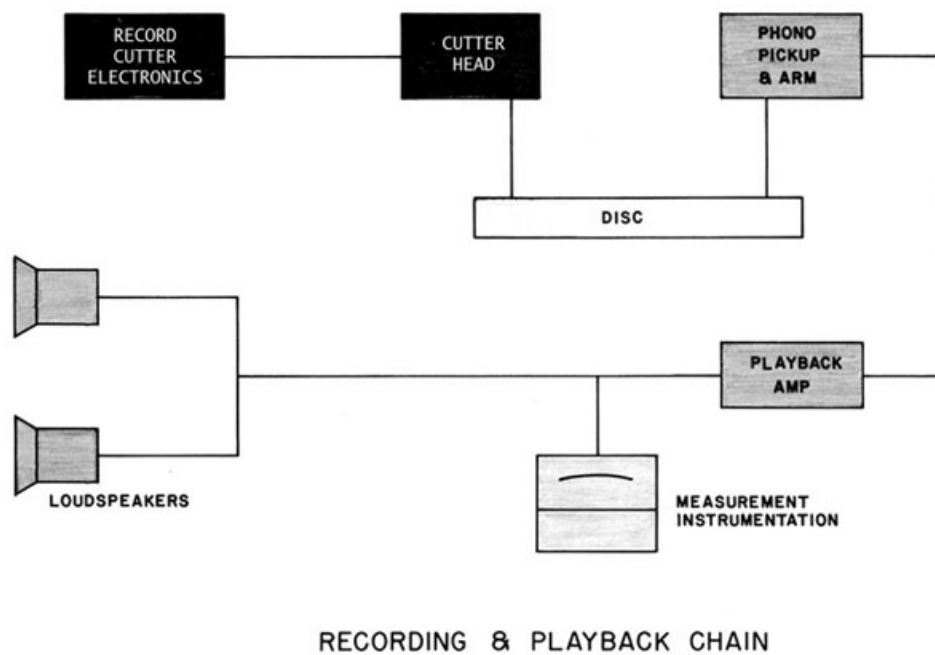 RECORD
CUTTER
ELECTRONICS
CUTTER
HEAD
PHONO
PICKUP
& ARM
DISC
PLAYBACK
AMP
LOUDSPEAKERS
MEASUREMENT
INSTRUMENTATION
RECORDING & PLAYBACK CHAIN